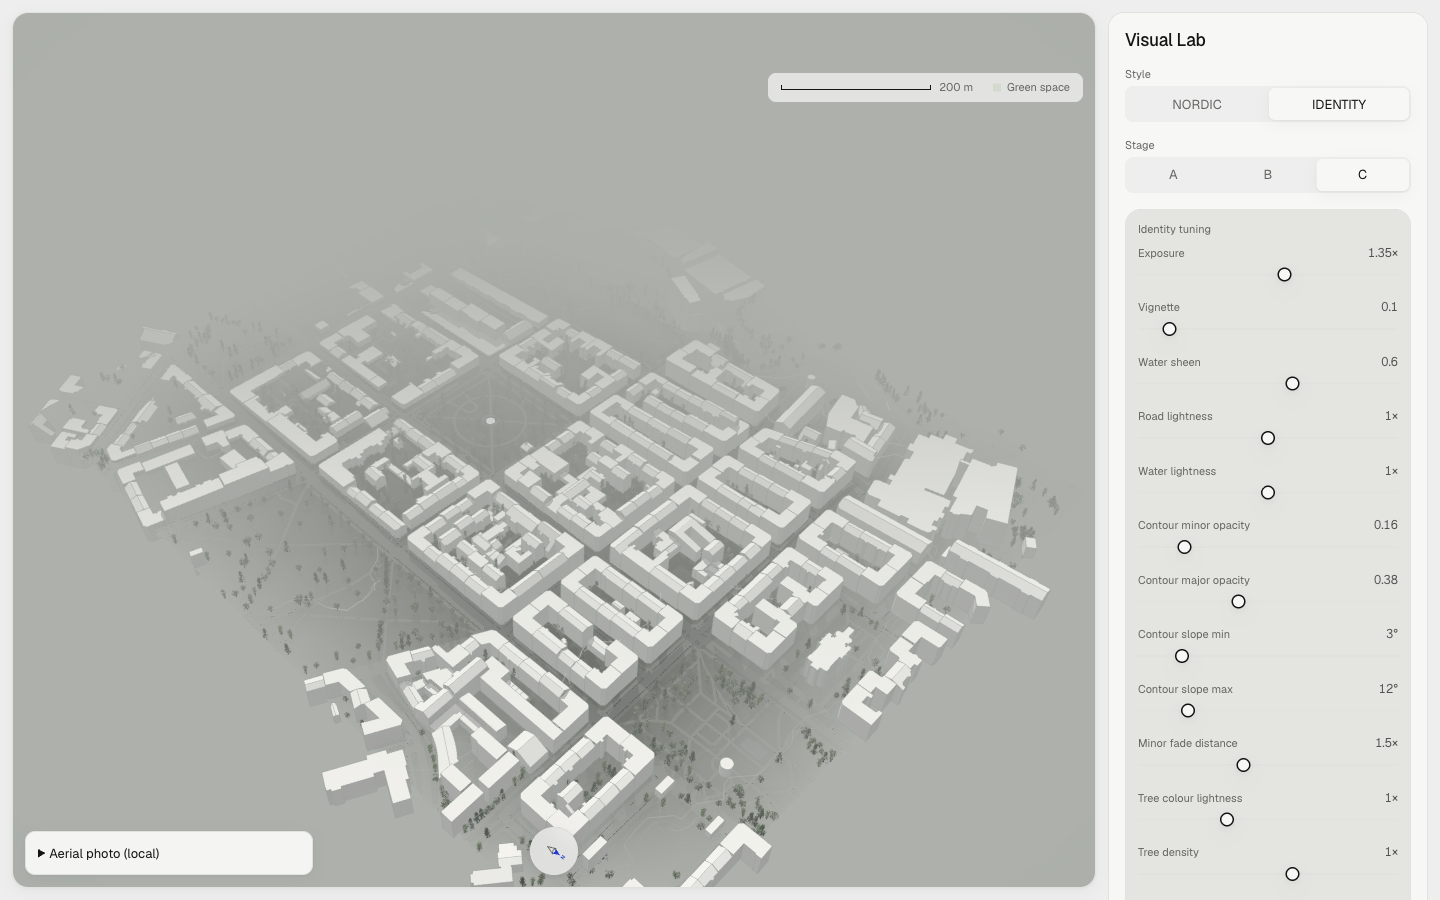 200 m Green space
Aerial photo (local)
Visual Lab
Style
NORDIC IDENTITY
Stage
A B C
Identity tuning
Exposure 1.35×
Vignette 0.1
Water sheen 0.6
Road lightness 1×
Water lightness 1×
Contour minor opacity 0.16
Contour major opacity 0.38
Contour slope min 3°
Contour slope max 12°
Minor fade distance 1.5×
Tree colour lightness 1×
Tree density 1×